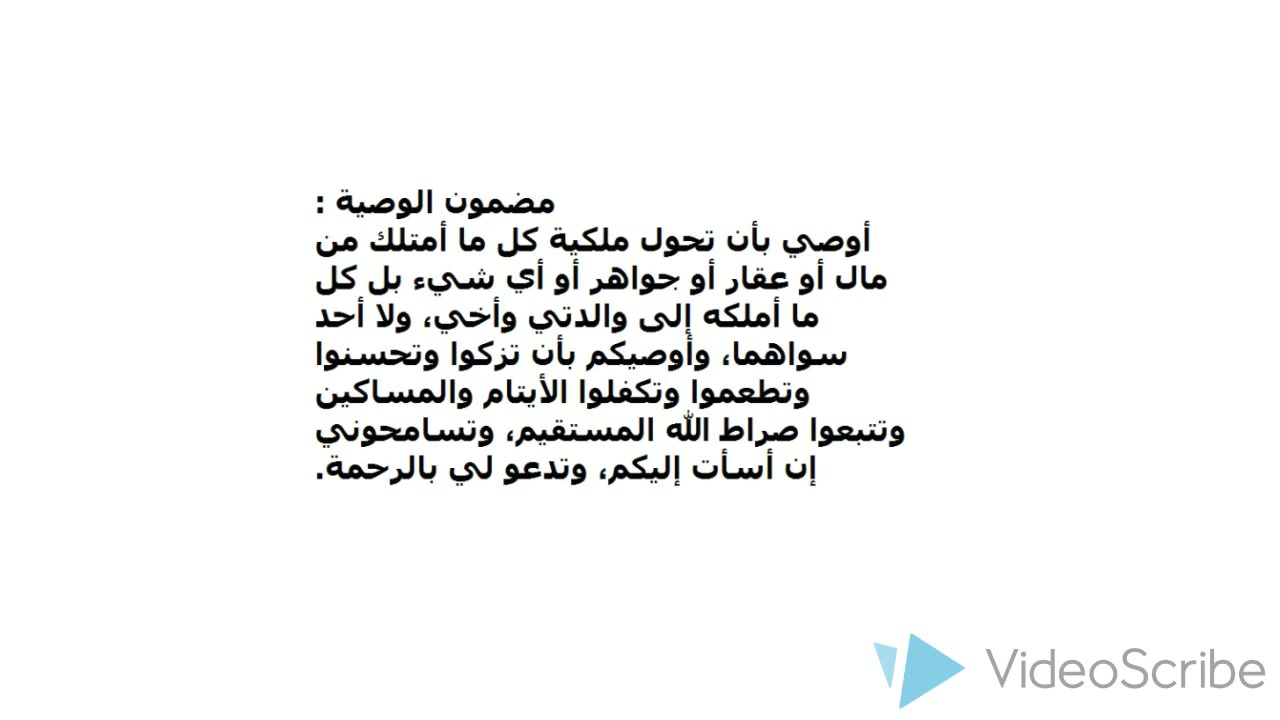 مضمون الوصية :
أوصي بأن تحول ملكية كل ما أمتلك من
مال أو عقار أو جواهر أو أي شيء بل كل
ما أملكه إلى والدتي وأخي، ولا أحد
سواهما، وأوصيكم بأن تزكوا وتحسنوا
وتطعموا وتكفلوا الأيتام والمساكين
وتتبعوا صراط الله المستقيم، وتسامحوني
إن أسأت إليكم، وتدعو لي بالرحمة.
VideoScribe